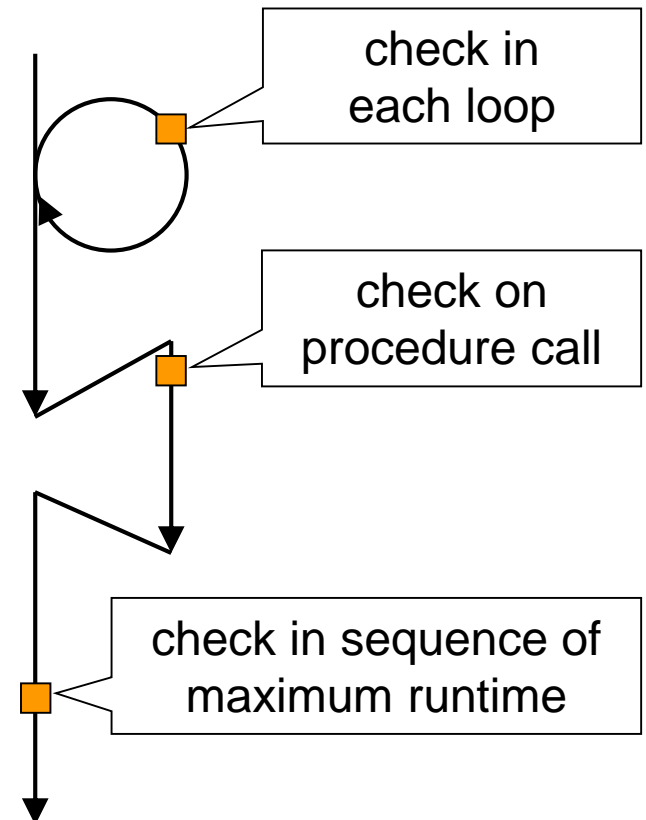 check in
each loop
check on
procedure call
check in sequence of
maximum runtime